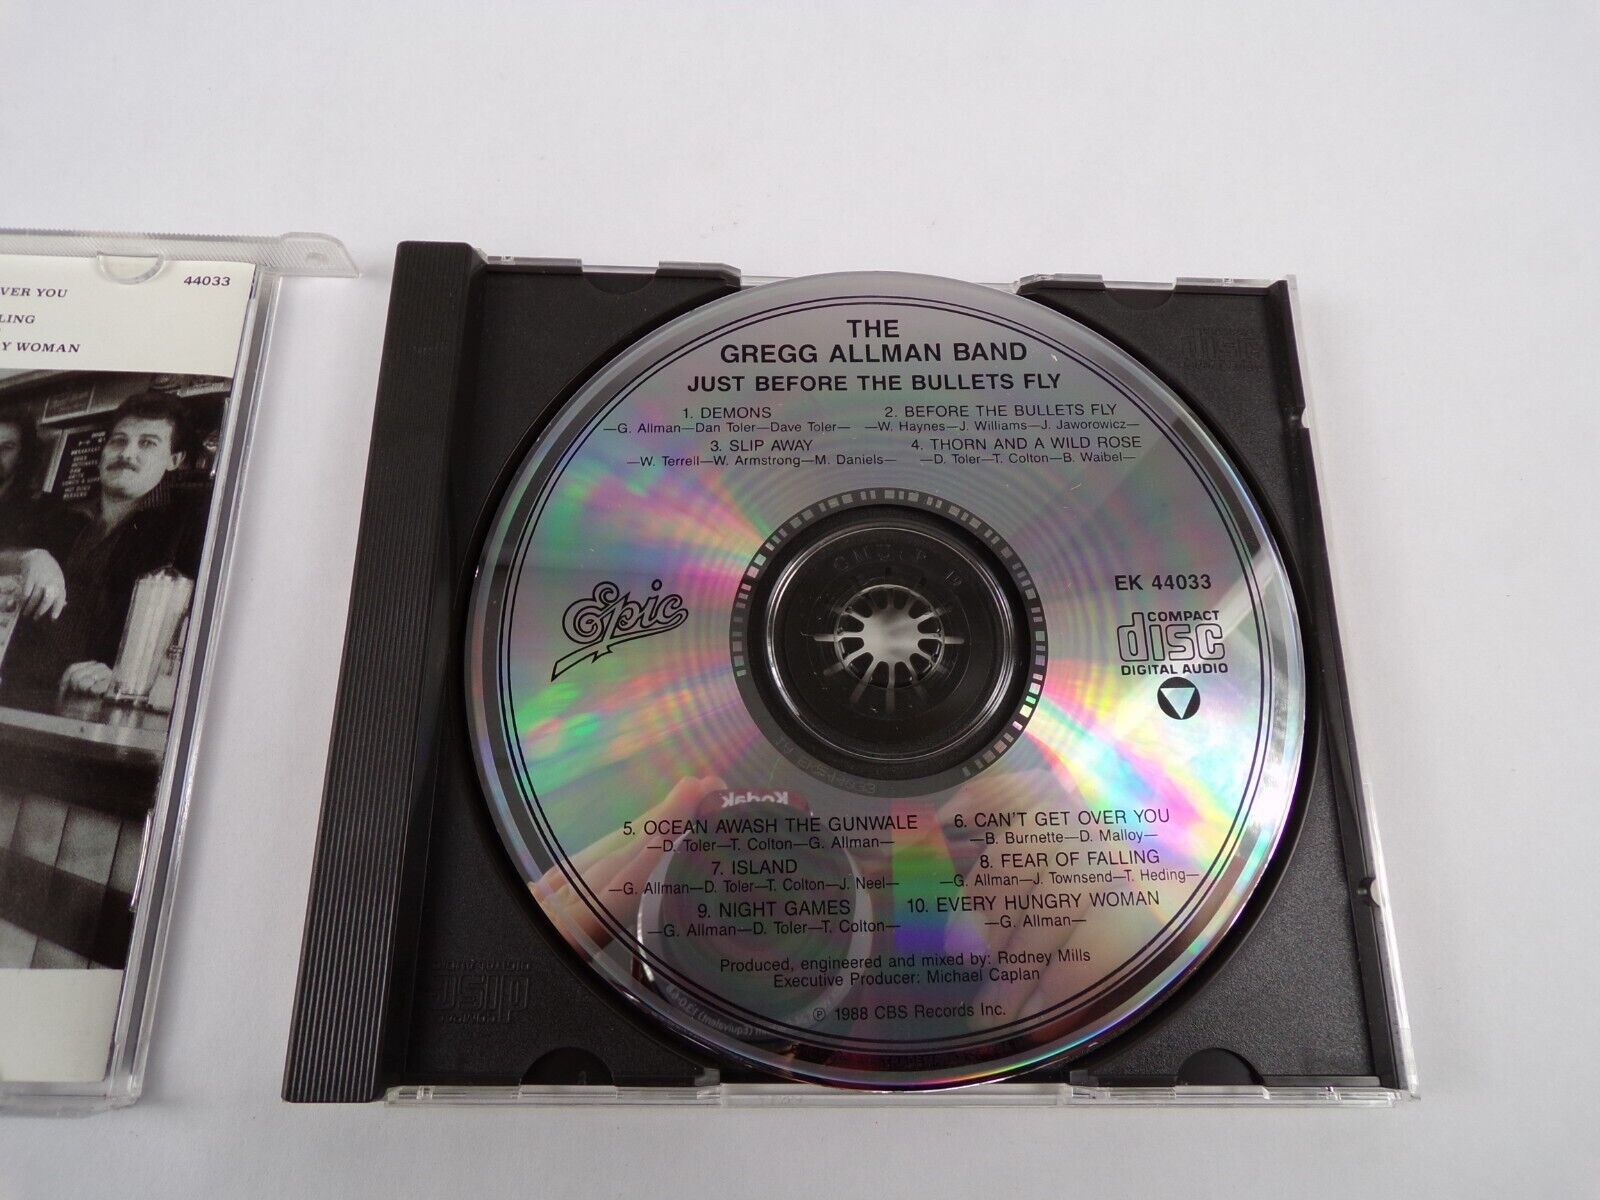 44033
VER YOU
LING
Y WOMAN
THE
GREGG ALLMAN BAND
JUST BEFORE THE BULLETS FLY
1. DEMONS
—G. Allman—Dan Toler—Dave Toler—
2. BEFORE THE BULLETS FLY
—W. Haynes—J. Williams—J. Jaworowicz—
3. SLIP AWAY
—W. Terrell—W. Armstrong—M. Daniels—
4. THORN AND A WILD ROSE
—D. Toler—T. Colton—B. Waibel—
Epic
EK 44033
COMPACT
disc
DIGITAL AUDIO
Kodak
5. OCEAN AWASH THE GUNWALE
—D. Toler—T. Colton—G. Allman—
6. CAN'T GET OVER YOU
—B. Burnette—D. Malloy—
7. ISLAND
—G. Allman—D. Toler—T. Colton—J. Neel—
8. FEAR OF FALLING
—G. Allman—J. Townsend—T. Heding—
9. NIGHT GAMES
—G. Allman—D. Toler—T. Colton—
10. EVERY HUNGRY WOMAN
—G. Allman—
Produced, engineered and mixed by: Rodney Mills
Executive Producer: Michael Caplan
℗ 1988 CBS Records Inc.